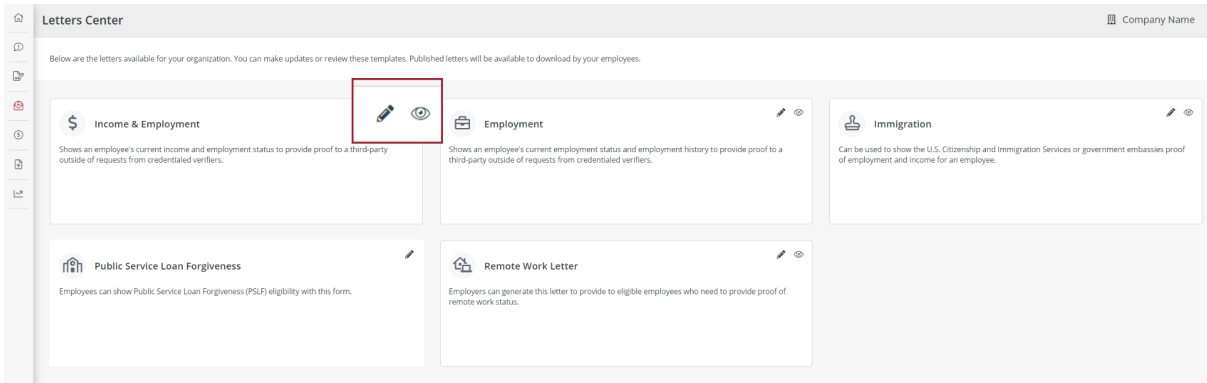 Letters Center
Company Name
Below are the letters available for your organization. You can make updates or review these templates. Published letters will be available to download by your employees.
Income & Employment
Shows an employee's current income and employment status to provide proof to a third-party
outside of requests from credentialed verifiers.
Employment
Shows an employee's current employment status and employment history to provide proof to a
third-party outside of requests from credentialed verifiers.
Immigration
Can be used to show the U.S. Citizenship and Immigration Services or government embassies proof
of employment and income for an employee.
Public Service Loan Forgiveness
Employees can show Public Service Loan Forgiveness (PSLF) eligibility with this form.
Remote Work Letter
Employers can generate this letter to provide to eligible employees who need to provide proof of
remote work status.